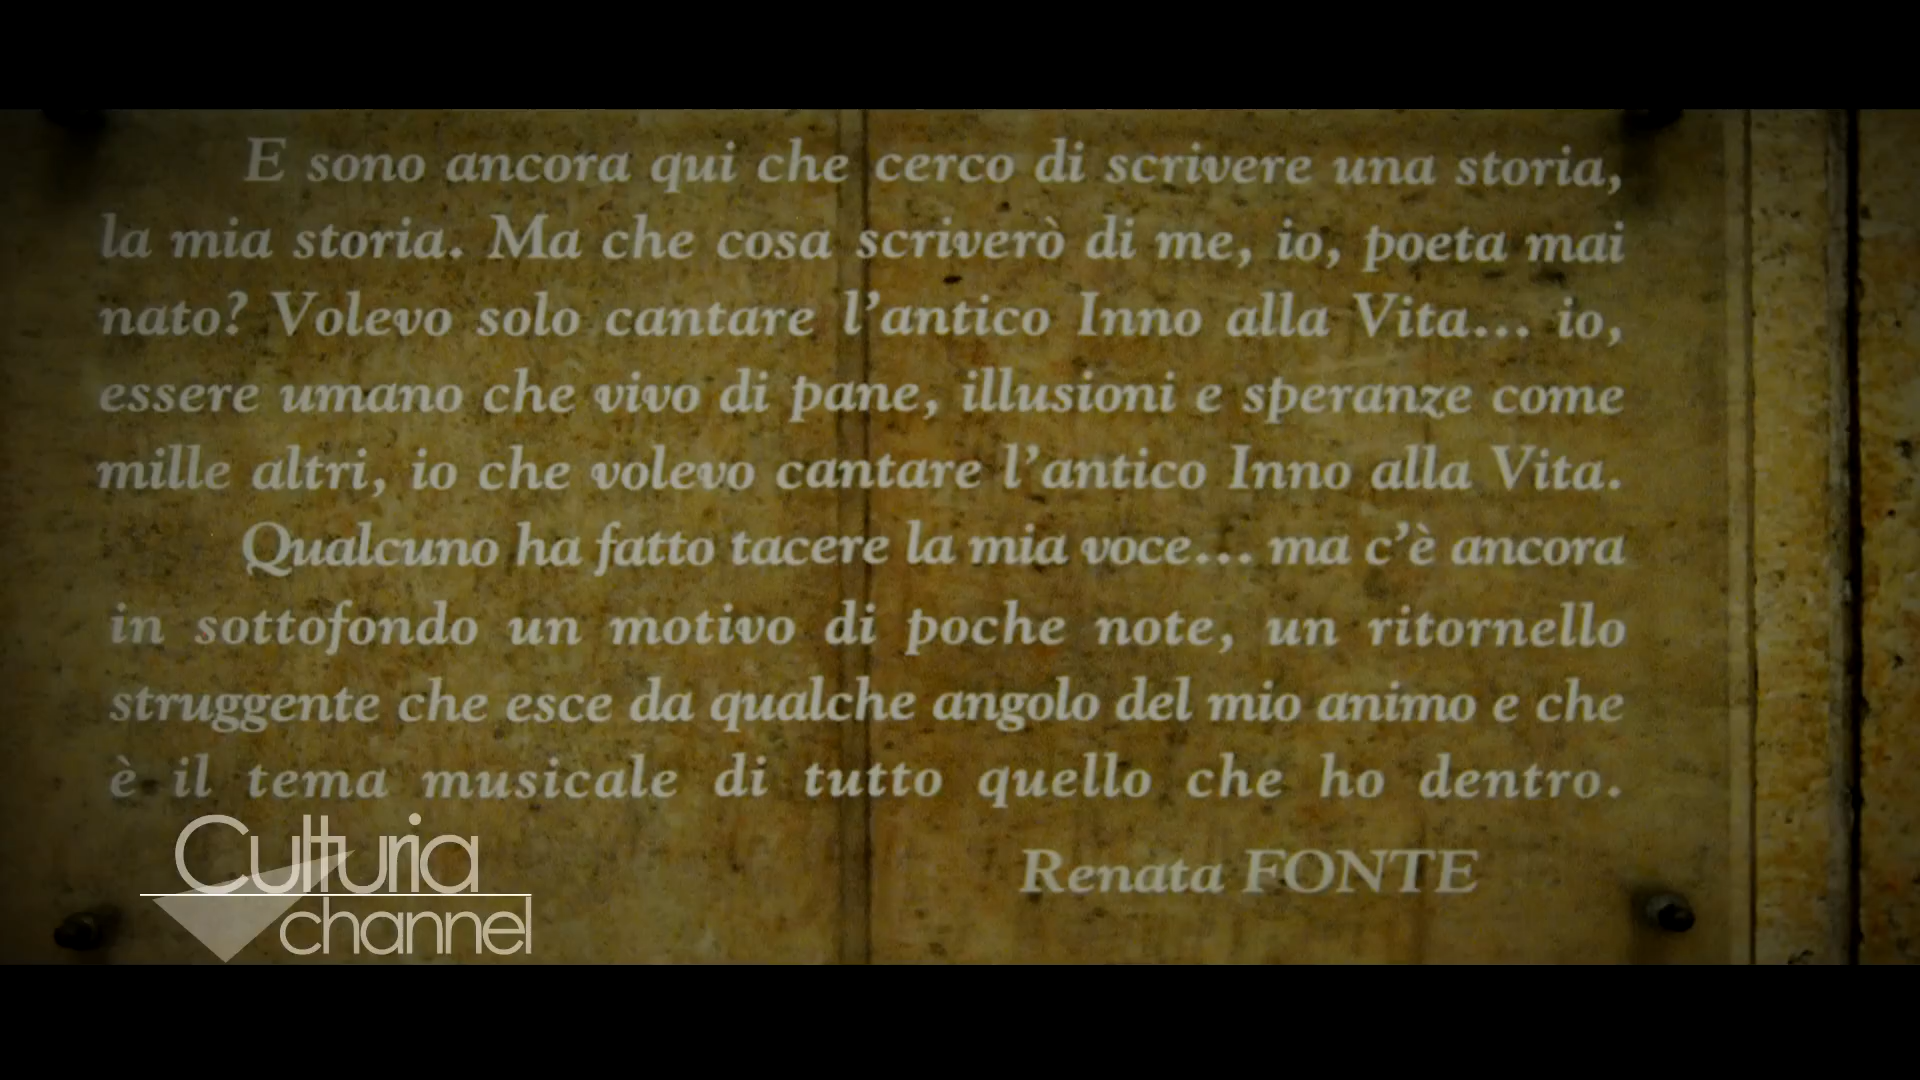 E sono ancora qui che cerco di scrivere una storia,
la mia storia. Ma che cosa scriverò di me, io, poeta mai
nato? Volevo solo cantare l'antico Inno alla Vita... io,
essere umano che vivo di pane, illusioni e speranze come
mille altri, io che volevo cantare l'antico Inno alla Vita.
Qualcuno ha fatto tacere la mia voce... ma c'è ancora
in sottofondo un motivo di poche note, un ritornello
struggente che esce da qualche angolo del mio animo e che
è il tema musicale di tutto quello che ho dentro.
Renata FONTE
Culturia
channel